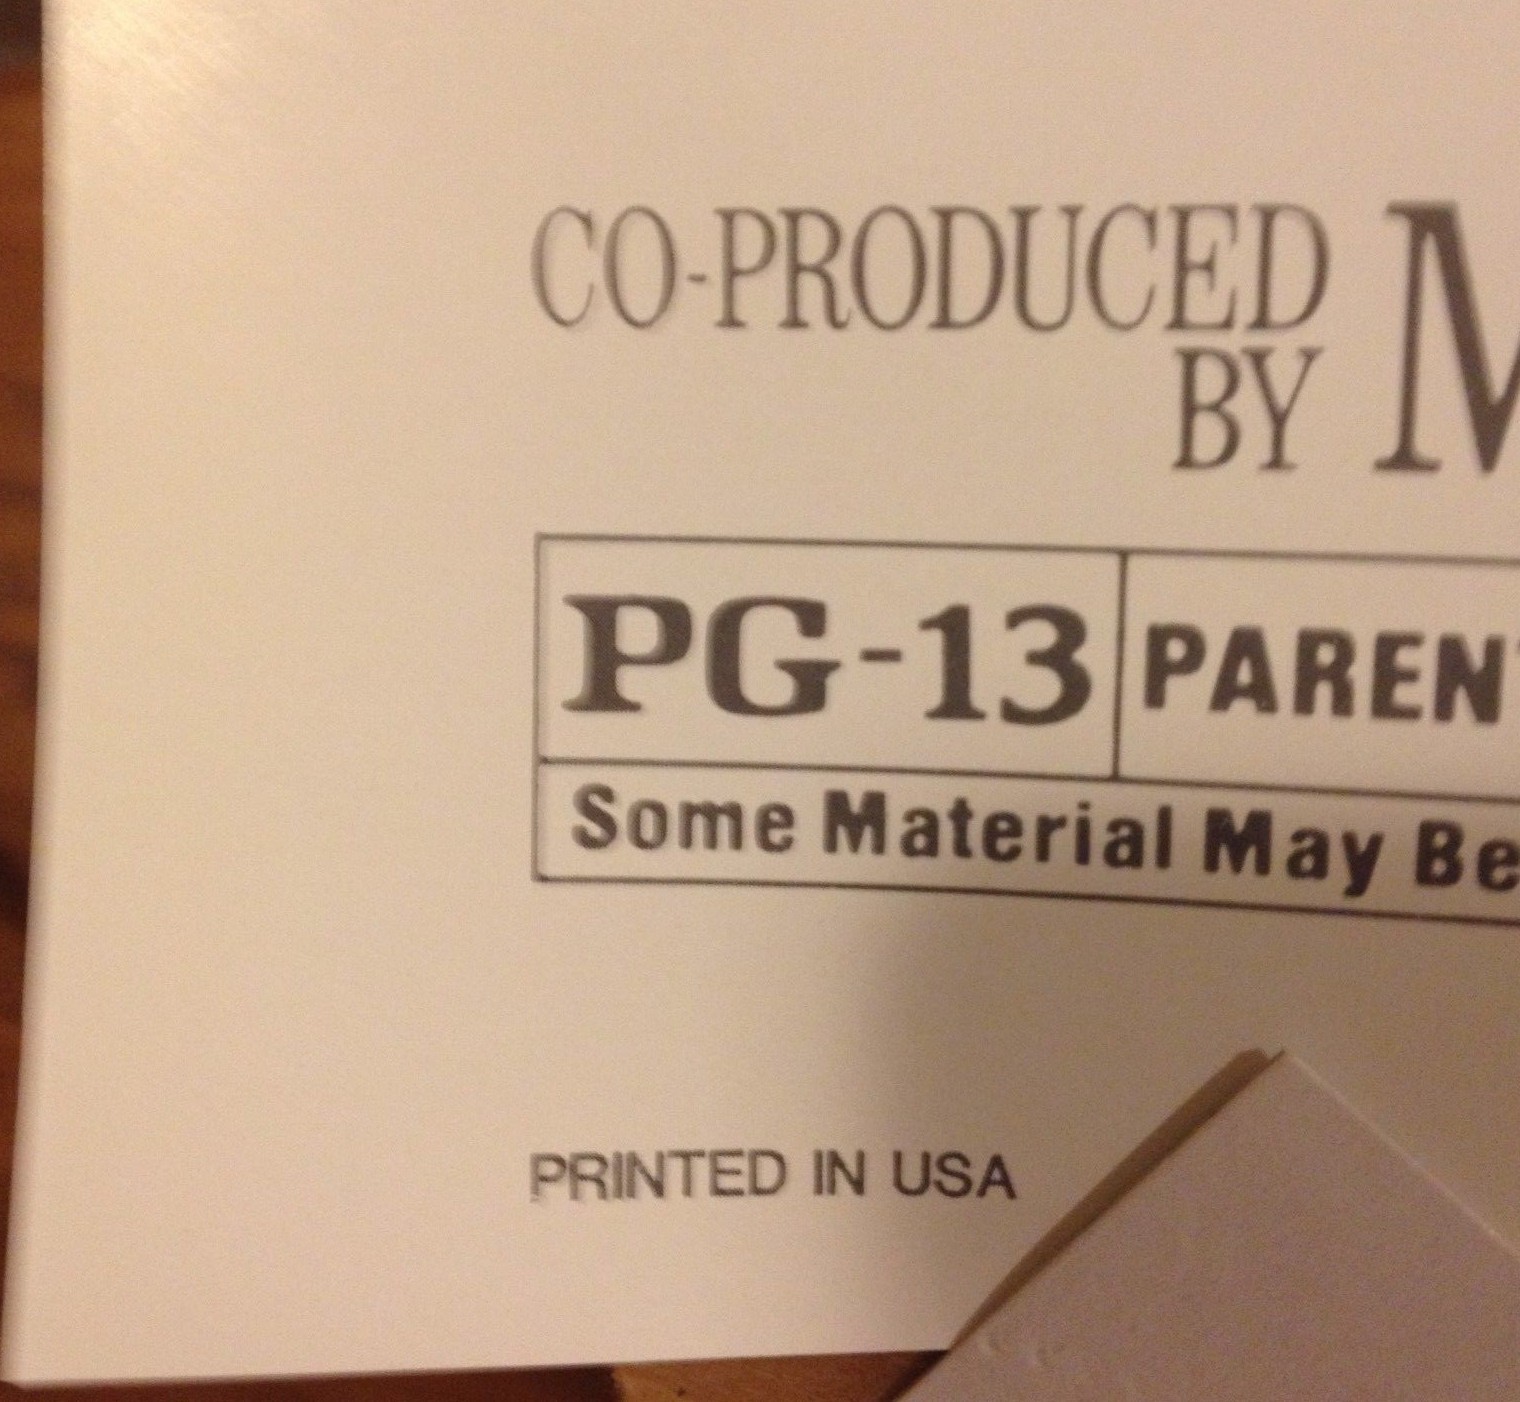 CO-PRODUCED
BY M
PG-13 PAREN
Some Material May Be
PRINTED IN USA